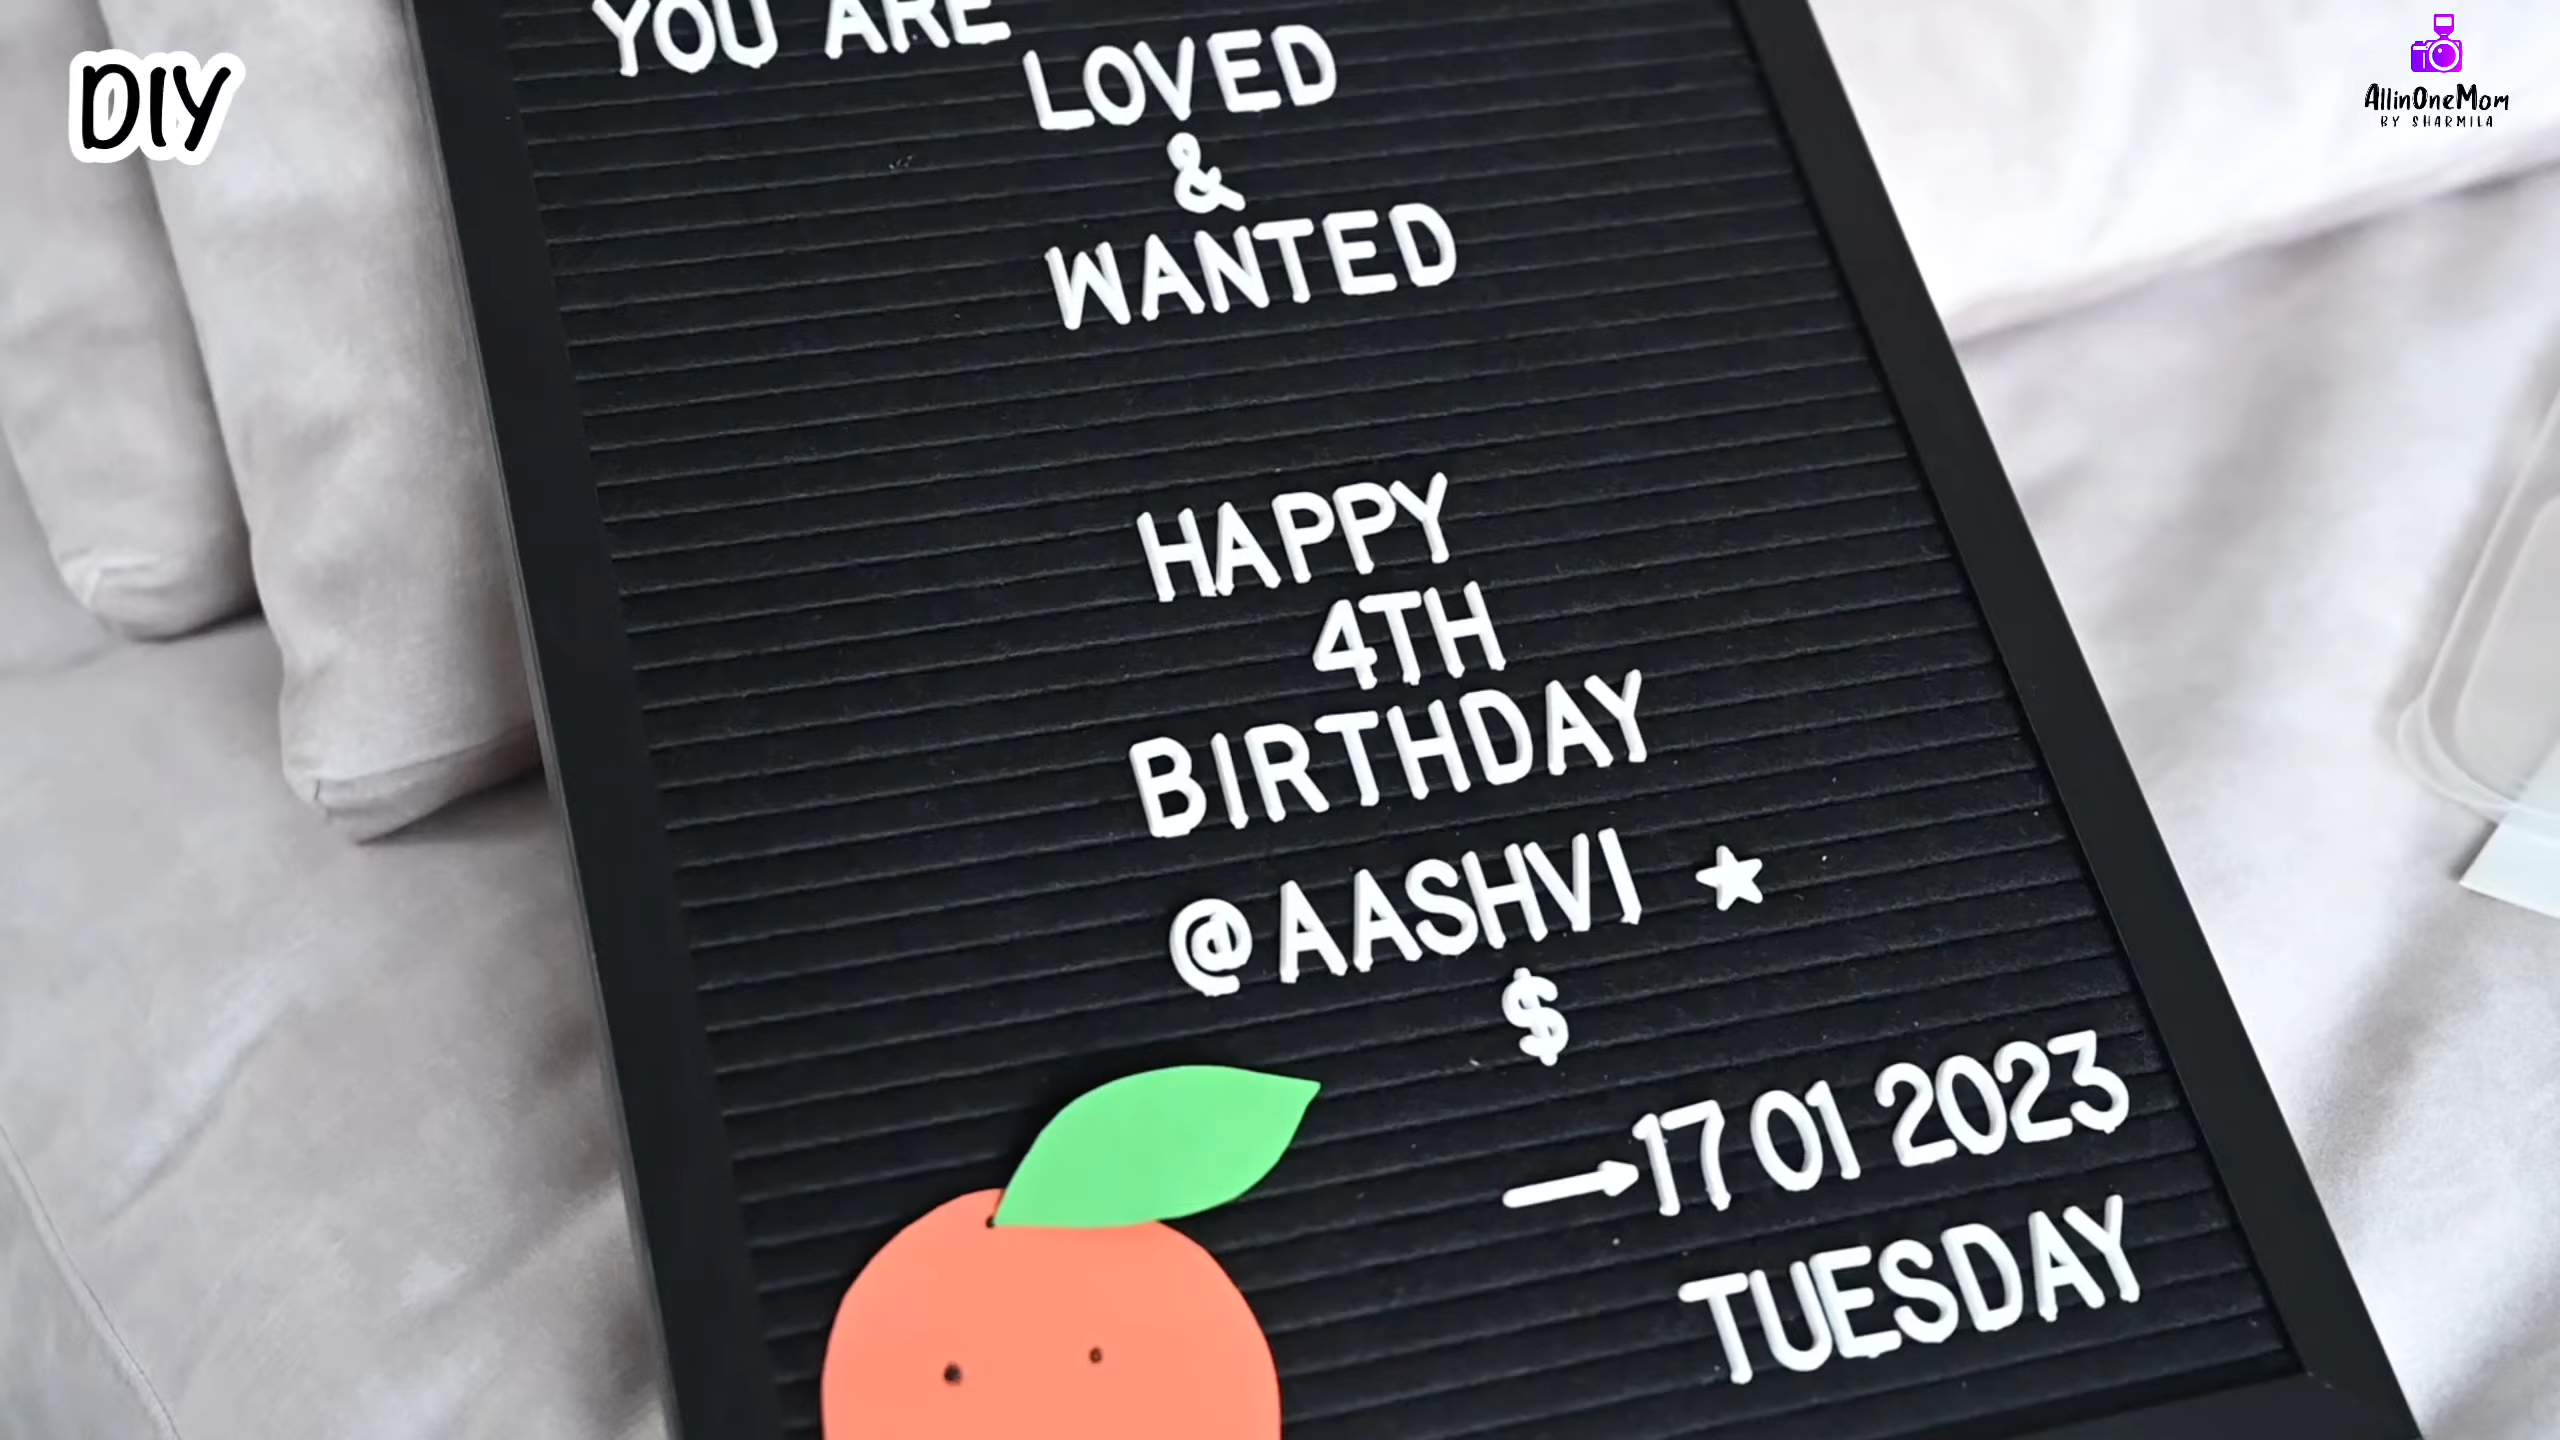 DIY
AllinOneMom
BY SHARMILA
YOU ARE
LOVED
&
WANTED
HAPPY
4TH
BIRTHDAY
@AASHVI ★
$
→17 01 2023
TUESDAY